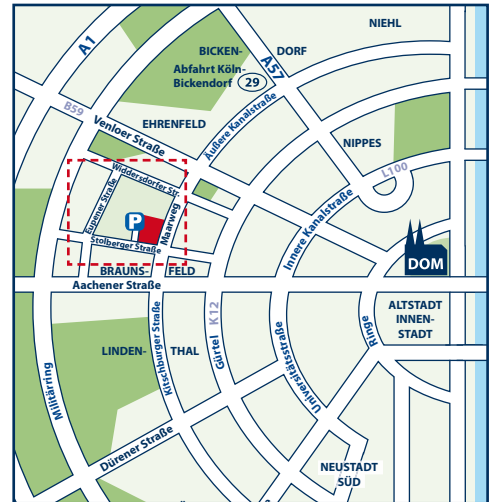 NIEHL
A1
BICKEN-
DORF
A57
Abfahrt Köln-
Bickendorf
29
B59
Venloer Straße
EHRENFELD
Äußere Kanalstraße
NIPPES
L100
Widdersdorfer Str.
Eupener Straße
P
Maarweg
Stolberger Straße
Innere Kanalstraße
DOM
BRAUNS-
FELD
Aachener Straße
Militärring
Kitschburger Straße
Gürtel
K12
Universitätsstraße
Ringe
ALTSTADT
INNEN-
STADT
LINDEN-
THAL
Dürener Straße
NEUSTADT
SÜD